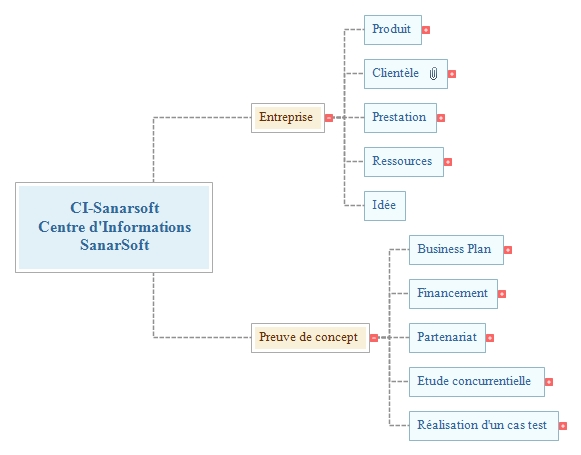 CI-Sanarsoft
Centre d'Informations
SanarSoft
Entreprise
Produit
Clientèle
Prestation
Ressources
Idée
Preuve de concept
Business Plan
Financement
Partenariat
Etude concurrentielle
Réalisation d'un cas test